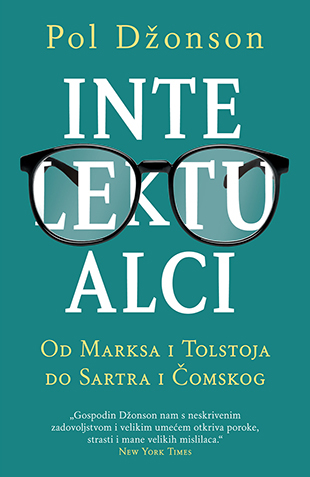 Pol Džonson
INTE
LEKTU
ALCI
Od Marksa i Tolstoja
do Sartra i Čomskog
„Gospodin Džonson nam s neskrivenim
zadovoljstvom i velikim umećem otkriva poroke,
strasti i mane velikih mislilaca.“
New York Times